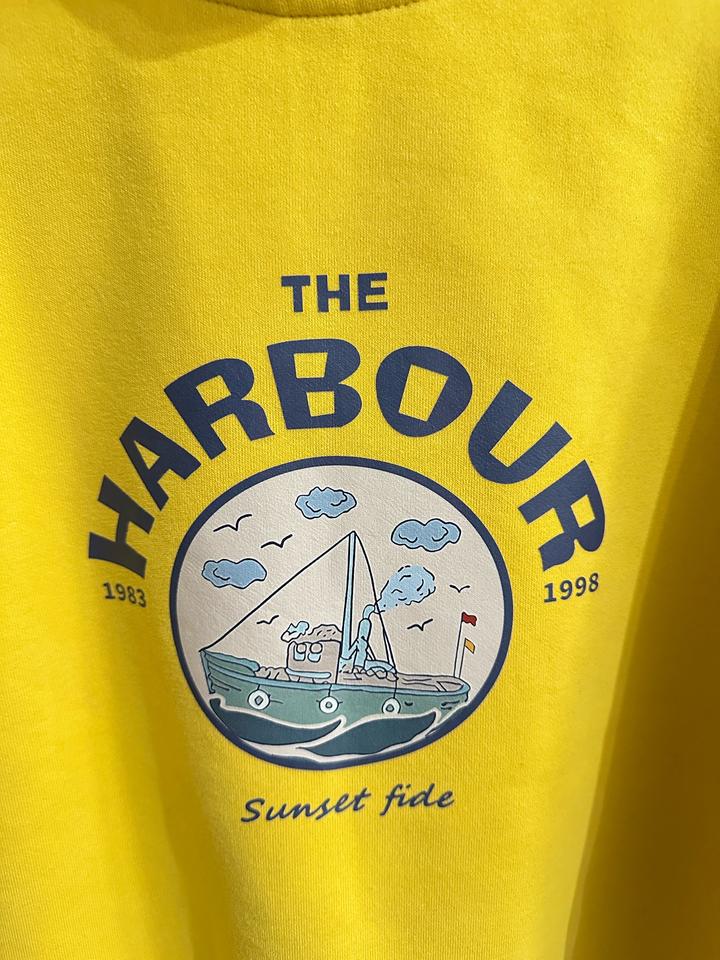 THE
HARBOUR
1983
1998
Sunset fide